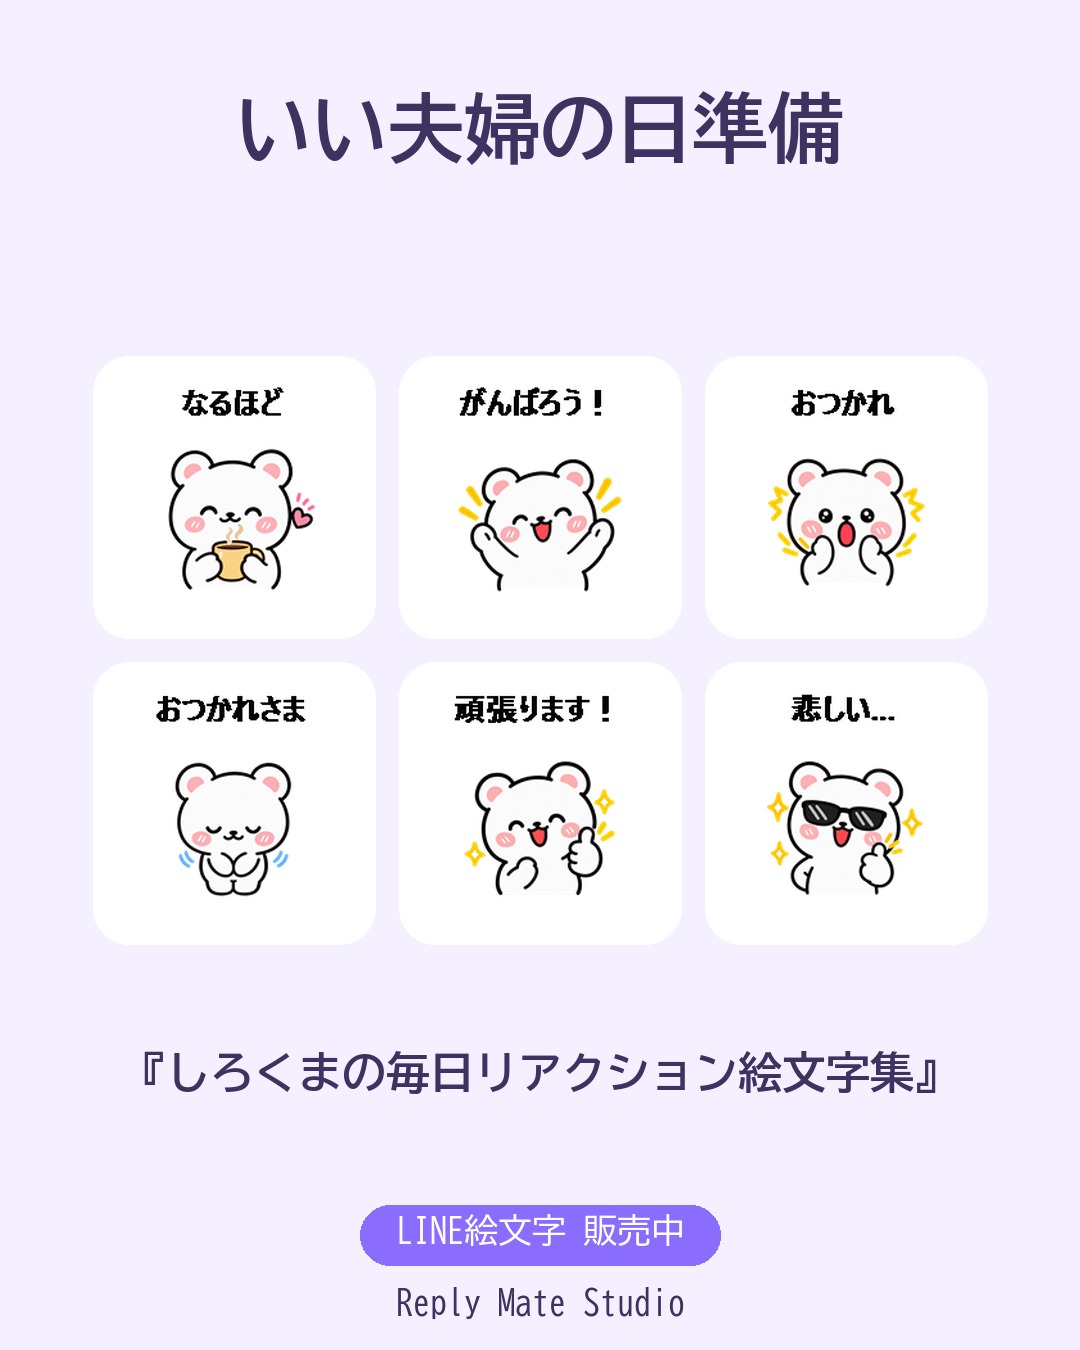 いい夫婦の日準備
なるほど
がんばろう！
おつかれ
おつかれさま
頑張ります！
悲しい...
『しろくまの毎日リアクション絵文字集』
LINE絵文字 販売中
Reply Mate Studio